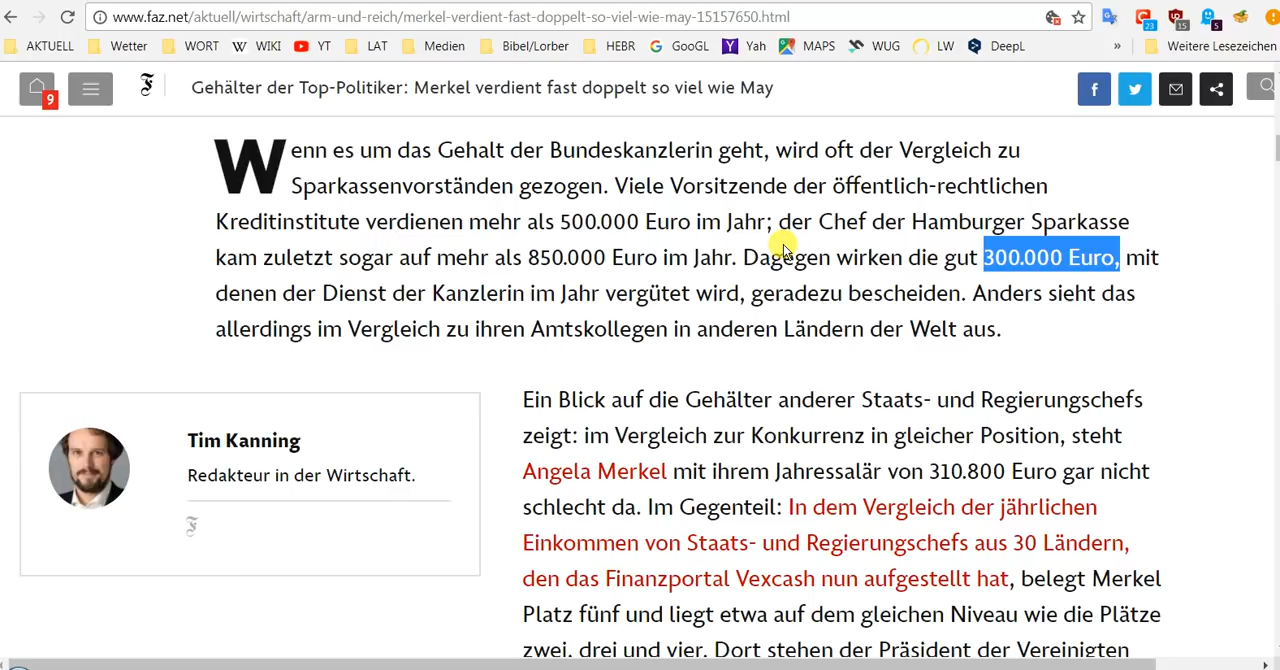 www.faz.net/aktuell/wirtschaft/arm-und-reich/merkel-verdient-fast-doppelt-so-viel-wie-may-15157650.html
23 15 5
AKTUELL Wetter WORT W WIKI YT LAT Medien Bibel/Lorber HEBR G GooGL Y Yah MAPS WUG LW DeepL » Weitere Lesezeichen
9
Gehälter der Top-Politiker: Merkel verdient fast doppelt so viel wie May
Wenn es um das Gehalt der Bundeskanzlerin geht, wird oft der Vergleich zu
Sparkassenvorständen gezogen. Viele Vorsitzende der öffentlich-rechtlichen
Kreditinstitute verdienen mehr als 500.000 Euro im Jahr; der Chef der Hamburger Sparkasse
kam zuletzt sogar auf mehr als 850.000 Euro im Jahr. Dagegen wirken die gut 300.000 Euro, mit
denen der Dienst der Kanzlerin im Jahr vergütet wird, geradezu bescheiden. Anders sieht das
allerdings im Vergleich zu ihren Amtskollegen in anderen Ländern der Welt aus.
Tim Kanning
Redakteur in der Wirtschaft.
Ein Blick auf die Gehälter anderer Staats- und Regierungschefs
zeigt: im Vergleich zur Konkurrenz in gleicher Position, steht
Angela Merkel mit ihrem Jahressalär von 310.800 Euro gar nicht
schlecht da. Im Gegenteil: In dem Vergleich der jährlichen
Einkommen von Staats- und Regierungschefs aus 30 Ländern,
den das Finanzportal Vexcash nun aufgestellt hat, belegt Merkel
Platz fünf und liegt etwa auf dem gleichen Niveau wie die Plätze
zwei, drei und vier. Dort stehen der Präsident der Vereinigten